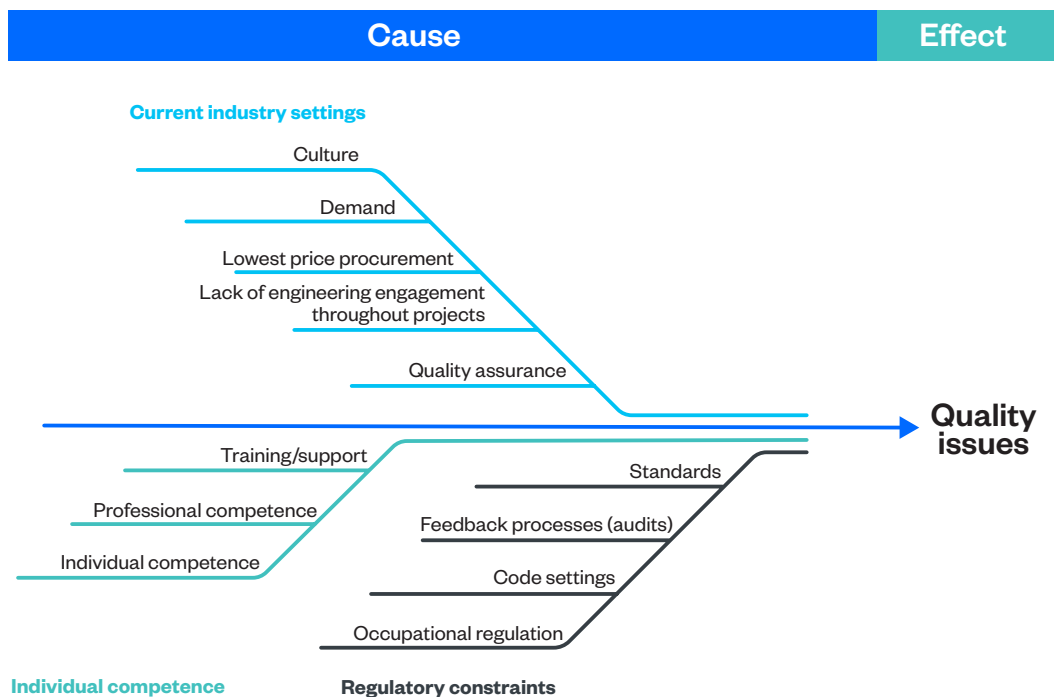 Cause
Effect
Current industry settings
Culture
Demand
Lowest price procurement
Lack of engineering engagement
throughout projects
Quality assurance
Quality
issues
Training/support
Professional competence
Individual competence
Standards
Feedback processes (audits)
Code settings
Occupational regulation
Individual competence
Regulatory constraints